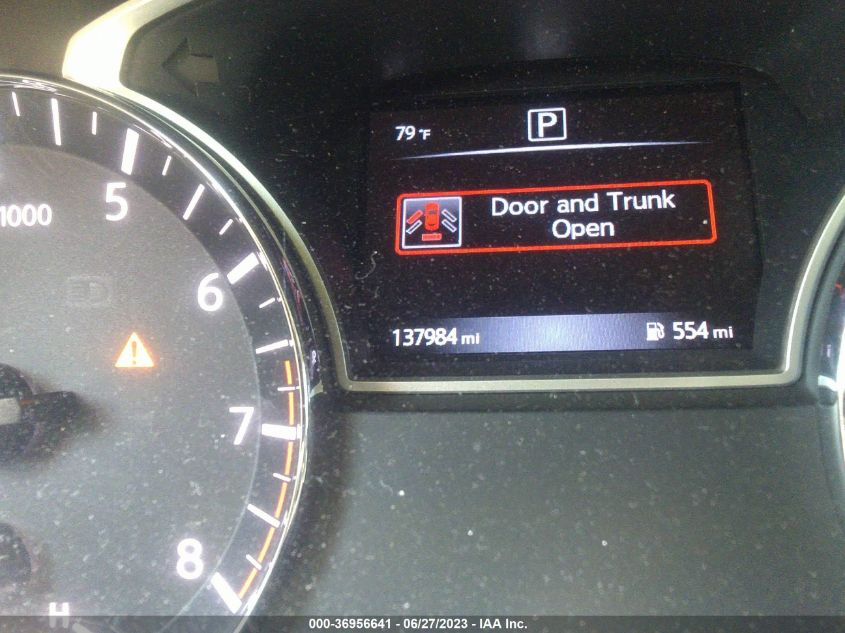 79 °F P
Door and Trunk
Open
137984 mi 554 mi
1000
5
6
7
8
H
000-36956641 - 06/27/2023 - IAA Inc.